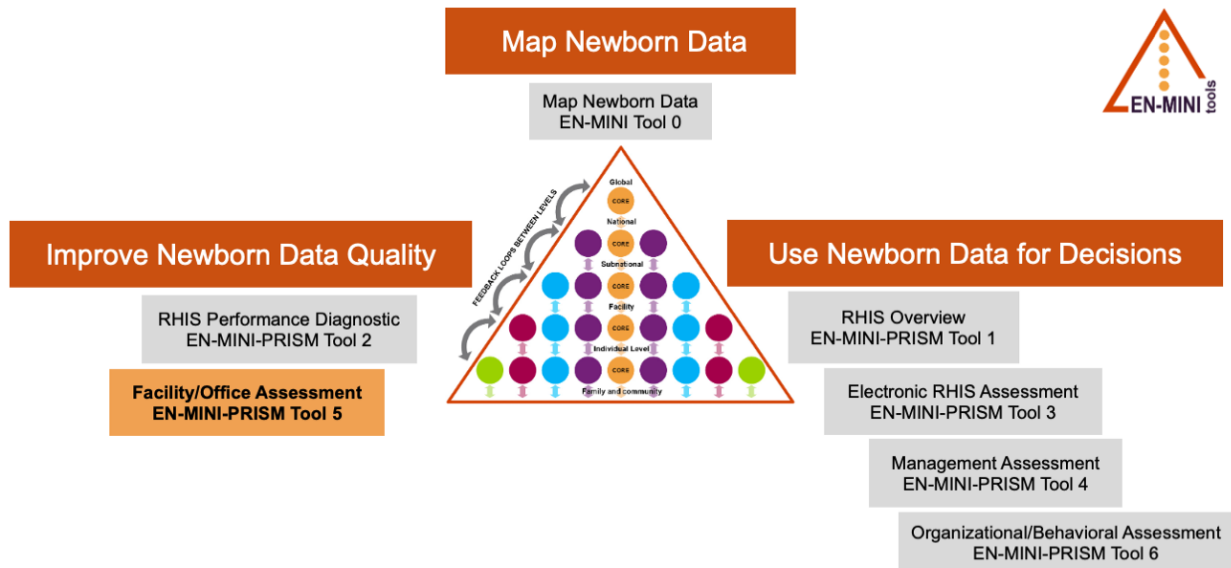 Map Newborn Data
Map Newborn Data
EN-MINI Tool 0
EN-MINI
tools
Improve Newborn Data Quality
RHIS Performance Diagnostic
EN-MINI-PRISM Tool 2
Facility/Office Assessment
EN-MINI-PRISM Tool 5
FEEDBACK LOOPS BETWEEN LEVELS
Global
CORE
National
CORE
Subnational
CORE
Facility
CORE
Individual Level
CORE
Family and community
Use Newborn Data for Decisions
RHIS Overview
EN-MINI-PRISM Tool 1
Electronic RHIS Assessment
EN-MINI-PRISM Tool 3
Management Assessment
EN-MINI-PRISM Tool 4
Organizational/Behavioral Assessment
EN-MINI-PRISM Tool 6